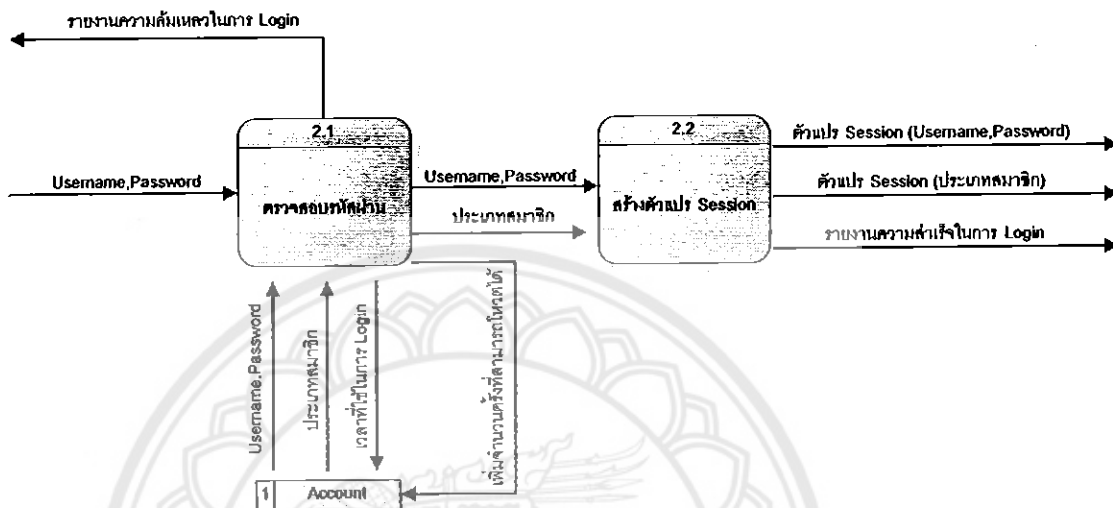 รายงานความล้มเหลวในการ Login
2.1
2.2
ตัวแปร Session (Username,Password)
Username,Password
Username,Password
ตัวแปร Session (ประเภทสมาชิก)
ตรวจสอบรหัสผ่าน
สร้างตัวแปร Session
ประเภทสมาชิก
รายงานความสำเร็จในการ Login
Username,Password
ประเภทสมาชิก
เวลาที่ใช้ในการ Login
เพิ่มจำนวนครั้งที่สามารถโหวตได้
1 Account